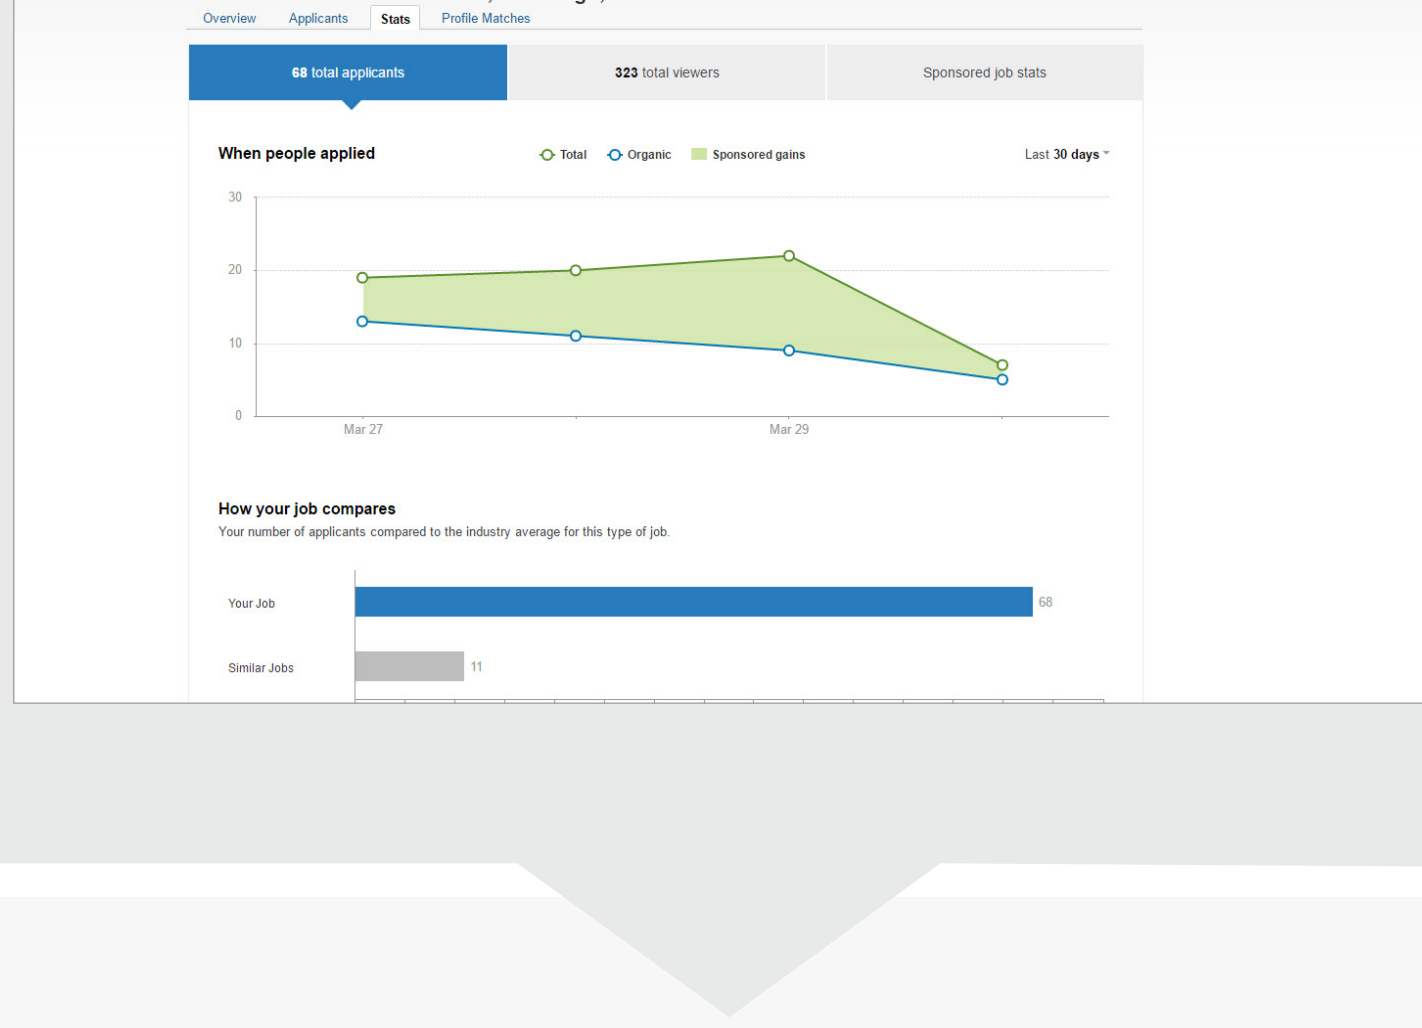 Overview Applicants Stats Profile Matches
68 total applicants 323 total viewers Sponsored job stats
When people applied Total Organic Sponsored gains Last 30 days
30
20
10
0
Mar 27 Mar 29
How your job compares
Your number of applicants compared to the industry average for this type of job.
Your Job 68
Similar Jobs 11